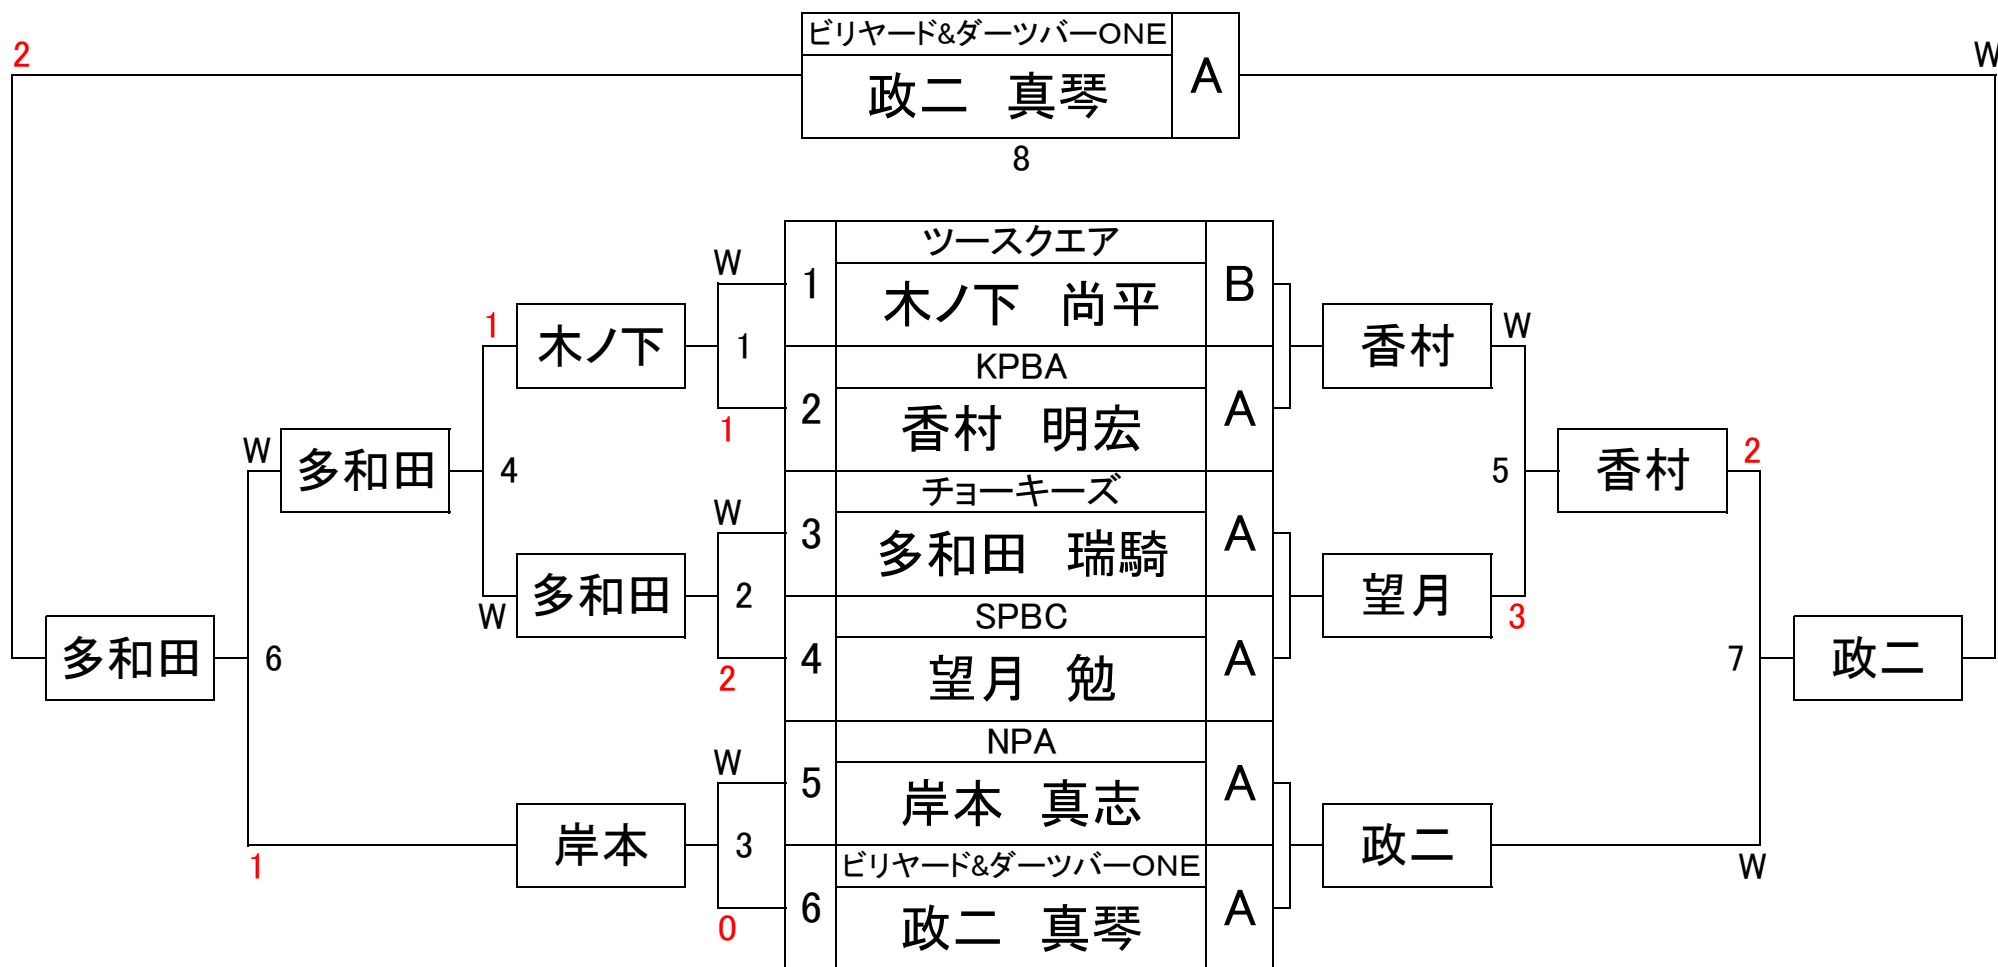 2
ビリヤード&ダーツバーONE
W
政二　真琴
A
8
ツースクエア
W
1
木ノ下　尚平
B
1
木ノ下
1
香村
W
KPBA
1
2
香村　明宏
A
W
多和田
4
5
香村
2
チョーキーズ
W
3
多和田　瑞騎
A
W
多和田
2
望月
3
SPBC
多和田
6
2
4
望月　勉
A
7
政二
NPA
W
5
岸本　真志
A
1
岸本
3
政二
W
ビリヤード&ダーツバーONE
0
6
政二　真琴
A